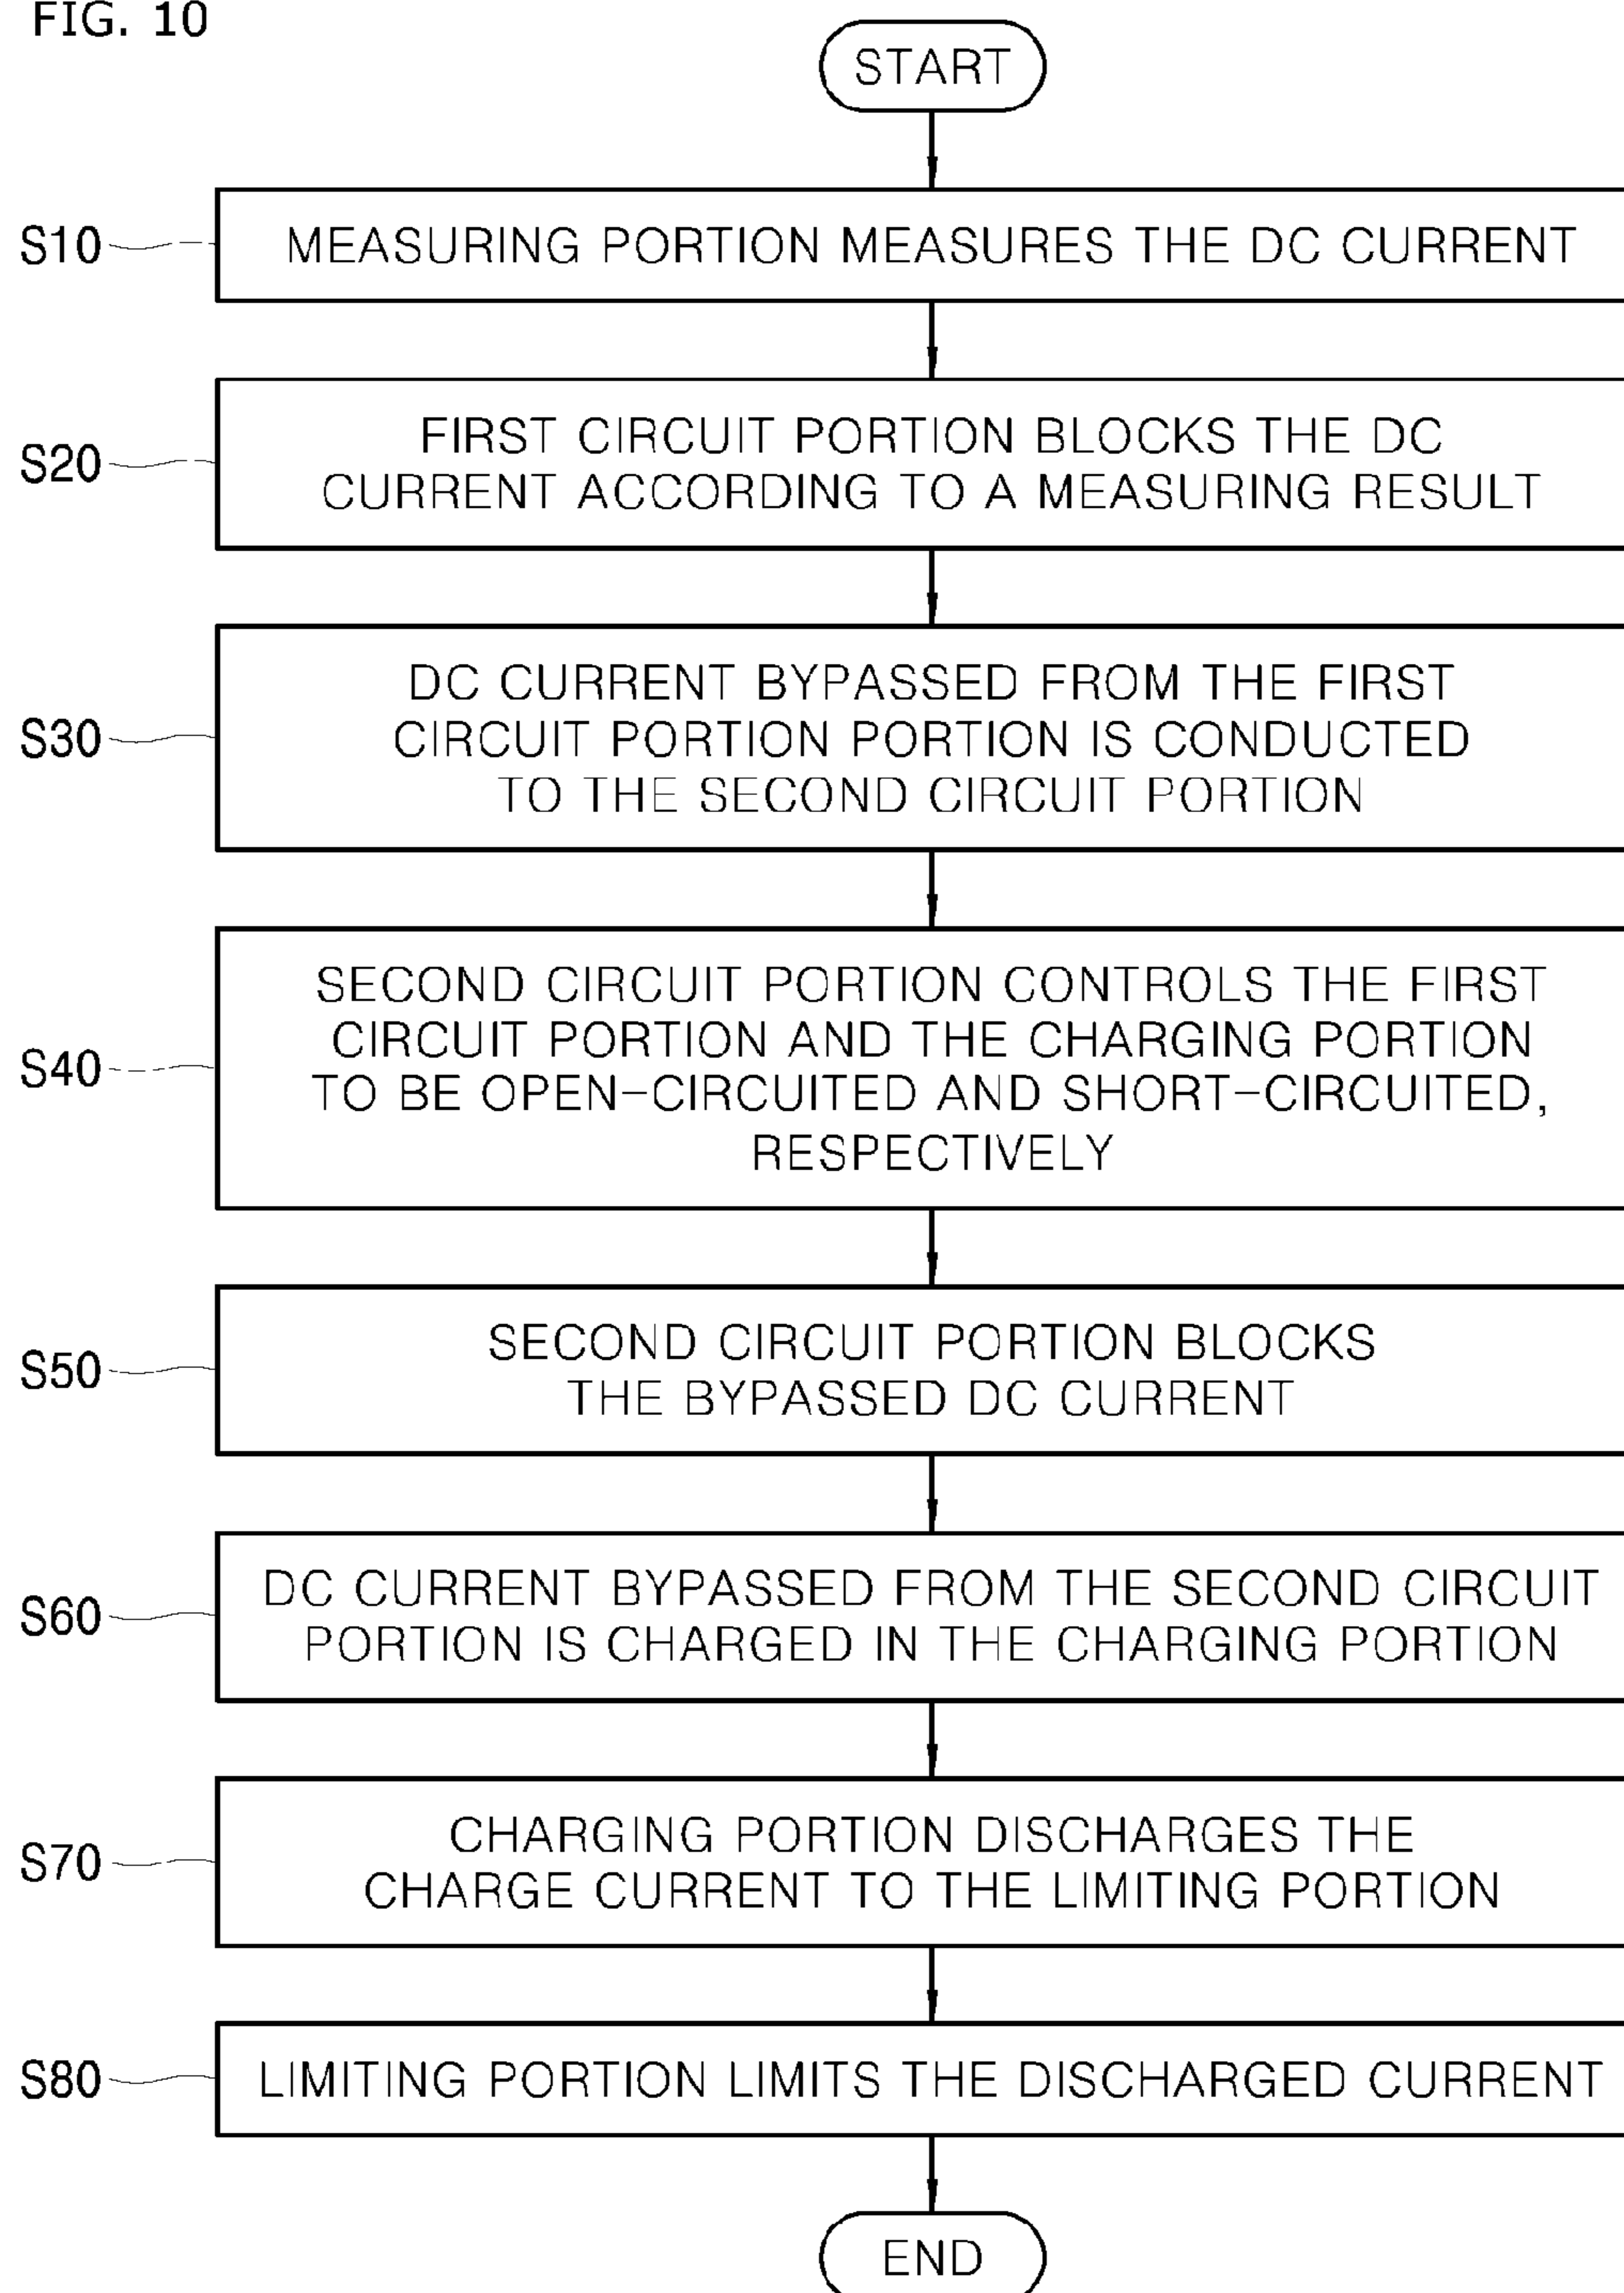 FIG. 10
START
S10
MEASURING PORTION MEASURES THE DC CURRENT
S20
FIRST CIRCUIT PORTION BLOCKS THE DC
CURRENT ACCORDING TO A MEASURING RESULT
S30
DC CURRENT BYPASSED FROM THE FIRST
CIRCUIT PORTION PORTION IS CONDUCTED
TO THE SECOND CIRCUIT PORTION
S40
SECOND CIRCUIT PORTION CONTROLS THE FIRST
CIRCUIT PORTION AND THE CHARGING PORTION
TO BE OPEN-CIRCUITED AND SHORT-CIRCUITED,
RESPECTIVELY
S50
SECOND CIRCUIT PORTION BLOCKS
THE BYPASSED DC CURRENT
S60
DC CURRENT BYPASSED FROM THE SECOND CIRCUIT
PORTION IS CHARGED IN THE CHARGING PORTION
S70
CHARGING PORTION DISCHARGES THE
CHARGE CURRENT TO THE LIMITING PORTION
S80
LIMITING PORTION LIMITS THE DISCHARGED CURRENT
END